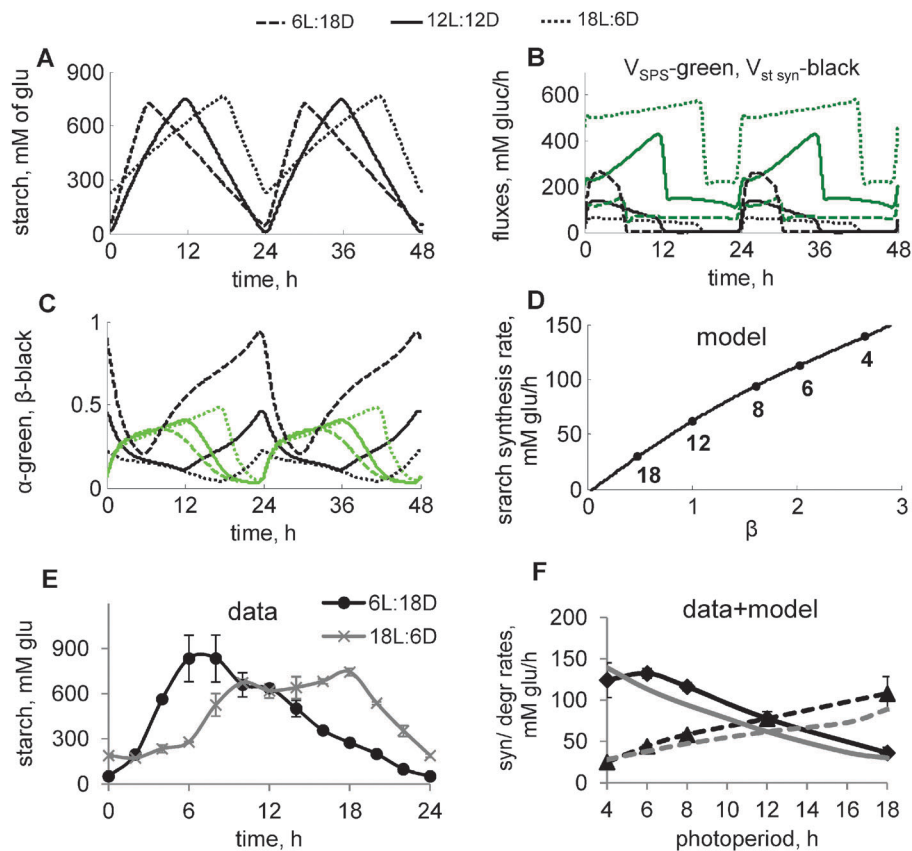 6L:18D 12L:12D 18L:6D
A
starch, mM of glu
900
600
300
0
0 12 24 36 48
time, h
B
V_SPS-green, V_st syn-black
fluxes, mM gluc/h
600
400
200
0
0 12 24 36 48
time, h
C
α-green, β-black
1
0.5
0
0 12 24 36 48
time, h
D
model
srarch synthesis rate,
mM glu/h
150
100
50
0
18 12 8 6 4
0 1 2 3
β
E
data
6L:18D
18L:6D
starch, mM glu
900
600
300
0
0 6 12 18 24
time, h
F
data+model
syn/ degr rates,
mM glu/h
200
150
100
50
0
4 6 8 10 12 14 16 18
photoperiod, h